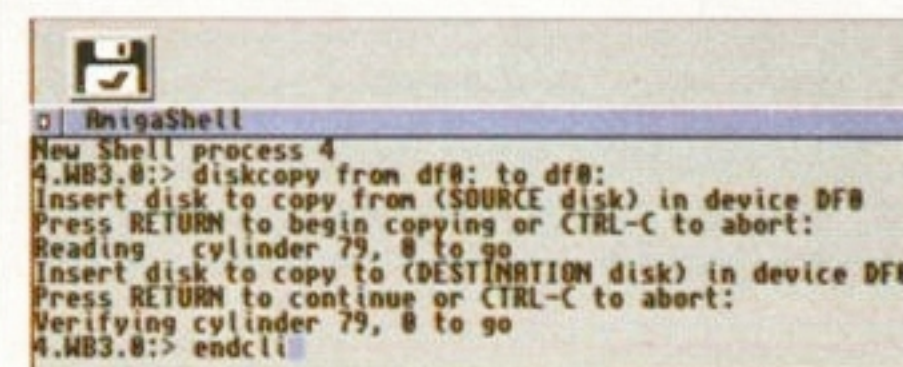 AmigaShell
New Shell process 4
4.WB3.0:> diskcopy from df0: to df0:
Insert disk to copy from (SOURCE disk) in device DF0
Press RETURN to begin copying or CTRL-C to abort:
Reading cylinder 79, 0 to go
Insert disk to copy to (DESTINATION disk) in device DF0
Press RETURN to continue or CTRL-C to abort:
Verifying cylinder 79, 0 to go
4.WB3.0:> endcli